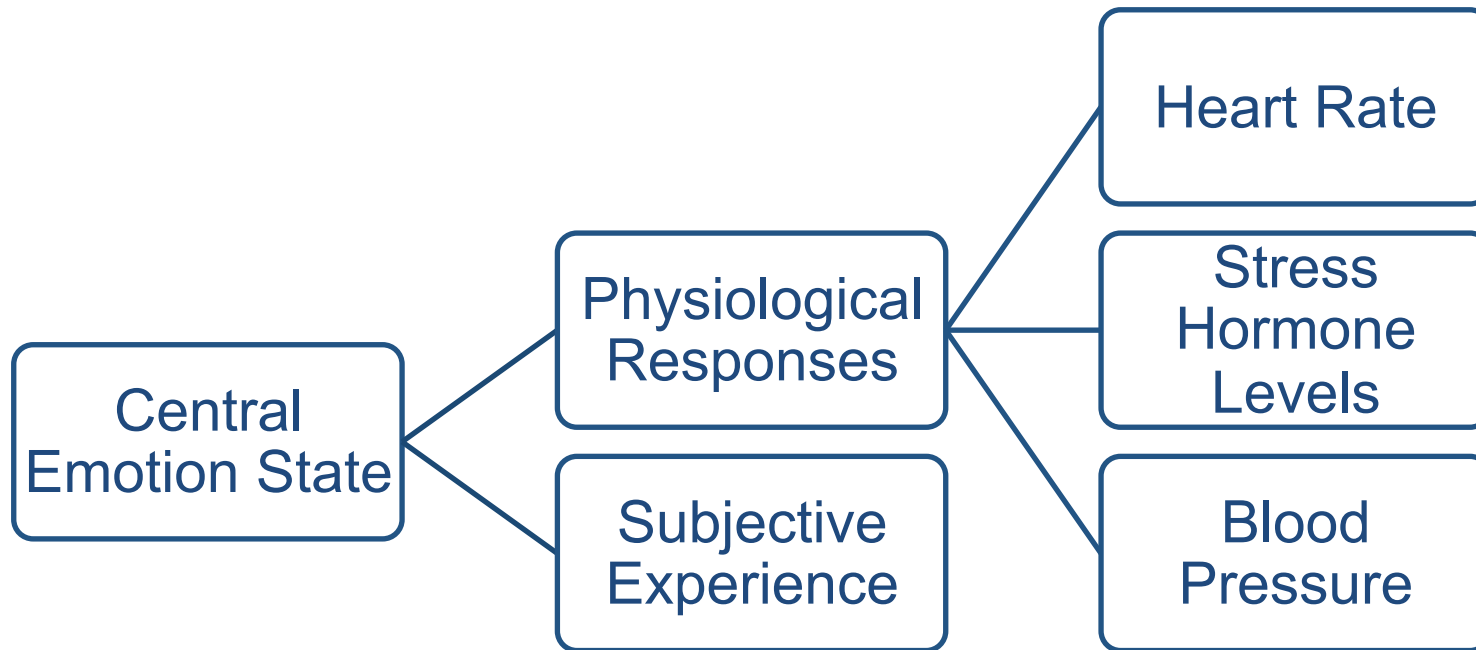 Central
Emotion State
Physiological
Responses
Subjective
Experience
Heart Rate
Stress
Hormone
Levels
Blood
Pressure